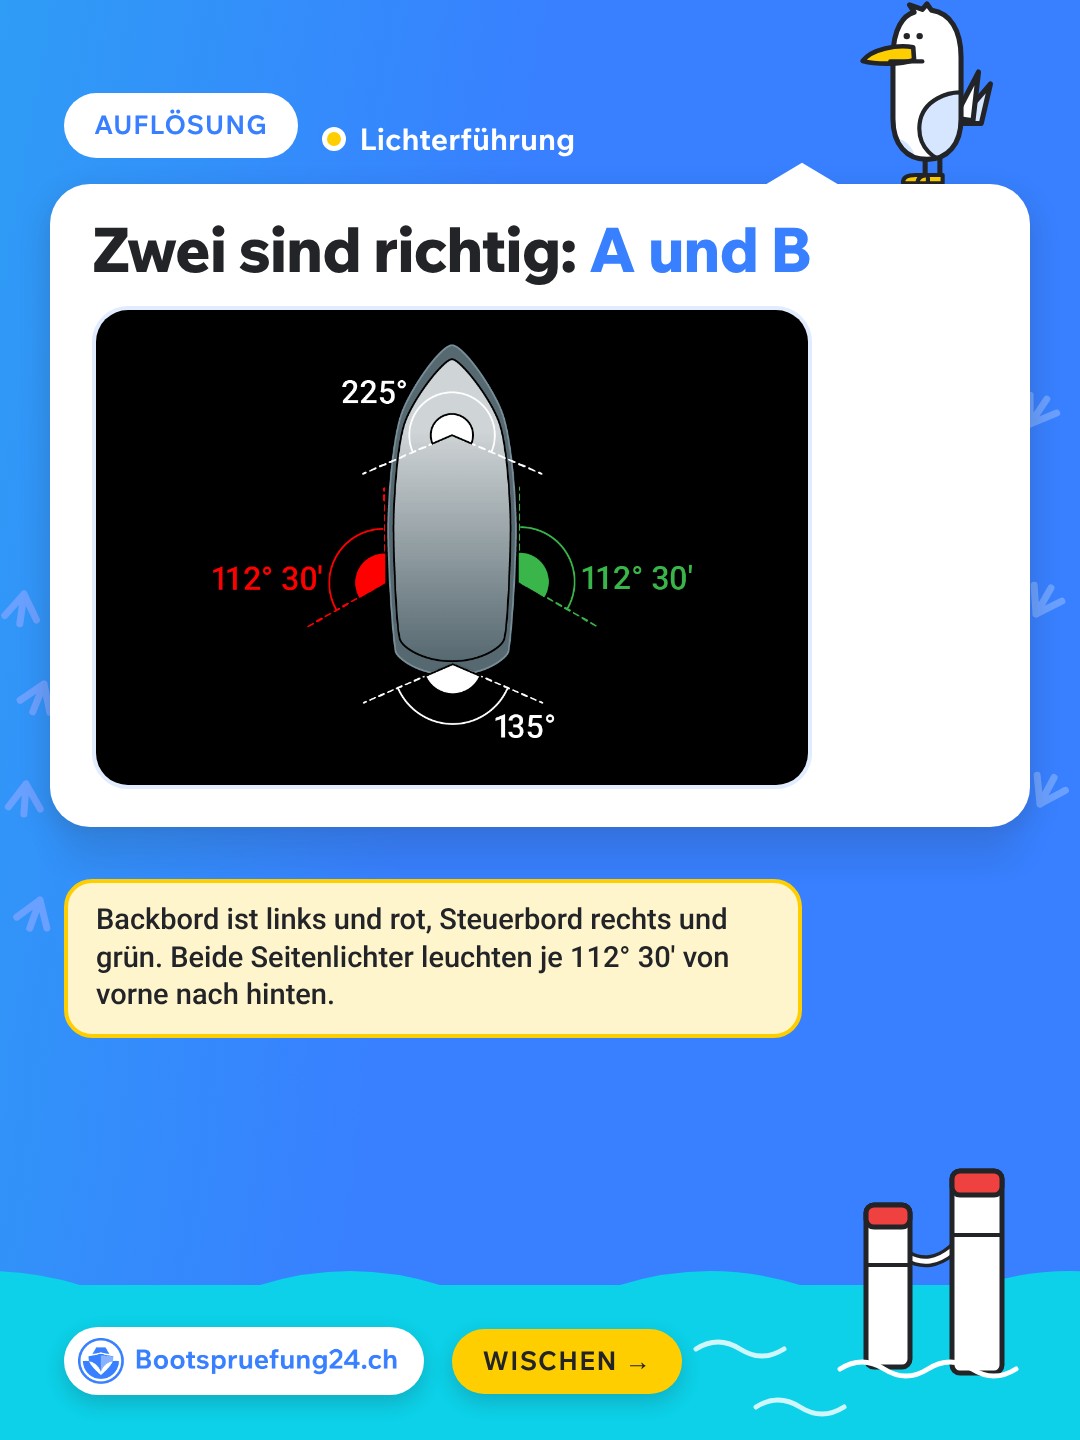 AUFLÖSUNG
Lichterführung
Zwei sind richtig: A und B
225°
112° 30'
112° 30'
135°
Backbord ist links und rot, Steuerbord rechts und
grün. Beide Seitenlichter leuchten je 112° 30' von
vorne nach hinten.
Bootspruefung24.ch
WISCHEN →